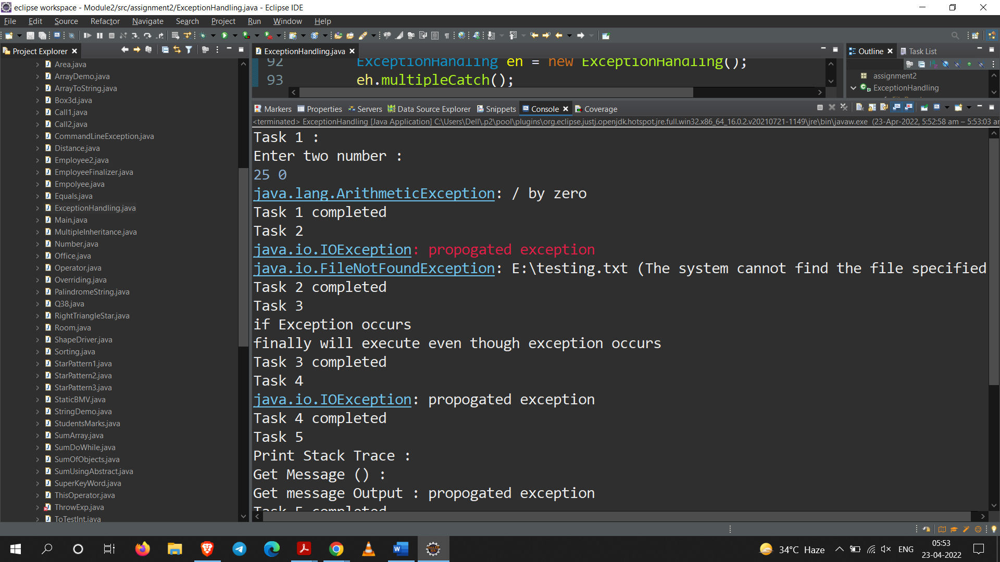 eclipse workspace - Module2/src/assignment2/ExceptionHandling.java - Eclipse IDE
File Edit Source Refactor Navigate Search Project Run Window Help
Project Explorer
Area.java
ArrayDemo.java
ArrayToString.java
Box3d.java
Call1.java
Call2.java
CommandLineException.java
Distance.java
Employee2.java
EmployeeFinalizer.java
Empolyee.java
Equals.java
ExceptionHandling.java
Main.java
MultipleInheritance.java
Number.java
Office.java
Operator.java
Overriding.java
PalindromeString.java
Q38.java
RightTriangleStar.java
Room.java
ShapeDriver.java
Sorting.java
StarPattern1.java
StarPattern2.java
StarPattern3.java
StaticBMV.java
StringDemo.java
StudentsMarks.java
SumArray.java
SumDoWhile.java
SumOfObjects.java
SumUsingAbstract.java
SuperKeyWord.java
ThisOperator.java
ThrowExp.java
ToTestInt.java
ExceptionHandling.java
92 ExceptionHandling eh = new ExceptionHandling();
93 eh.multipleCatch();
Outline Task List
assignment2
ExceptionHandling
Markers Properties Servers Data Source Explorer Snippets Console Coverage
<terminated> ExceptionHandling [Java Application] C:\Users\Dell\.p2\pool\plugins\org.eclipse.justj.openjdk.hotspot.jre.full.win32.x86_64_16.0.2.v20210721-1149\jre\bin\javaw.exe (23-Apr-2022, 5:52:58 am – 5:53:03 am
Task 1 :
Enter two number :
25 0
java.lang.ArithmeticException: / by zero
Task 1 completed
Task 2
java.io.IOException: propogated exception
java.io.FileNotFoundException: E:\testing.txt (The system cannot find the file specified
Task 2 completed
Task 3
if Exception occurs
finally will execute even though exception occurs
Task 3 completed
Task 4
java.io.IOException: propogated exception
Task 4 completed
Task 5
Print Stack Trace :
Get Message () :
Get message Output : propogated exception
Task 5 completed
34°C Haze
ENG
05:53
23-04-2022